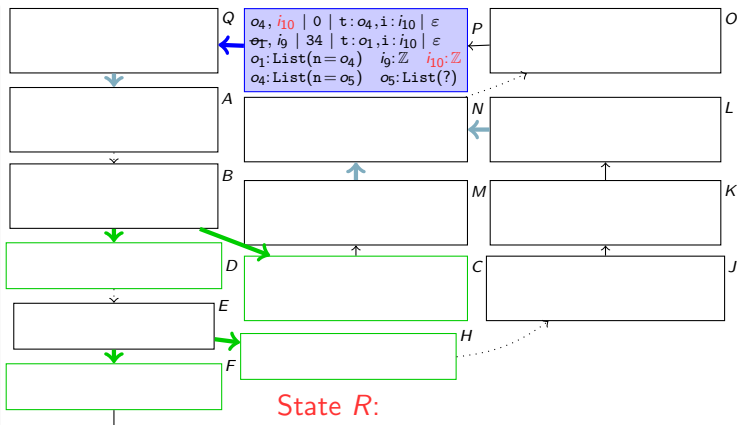 Q
o4, i10 | 0 | t:o4,i:i10 | ε
P
O
o1, i9 | 34 | t:o1,i:i10 | ε
o1:List(n=o4) i9:ℤ i10:ℤ
o4:List(n=o5) o5:List(?)
A
N
L
B
M
K
D
C
J
E
H
F
State R: